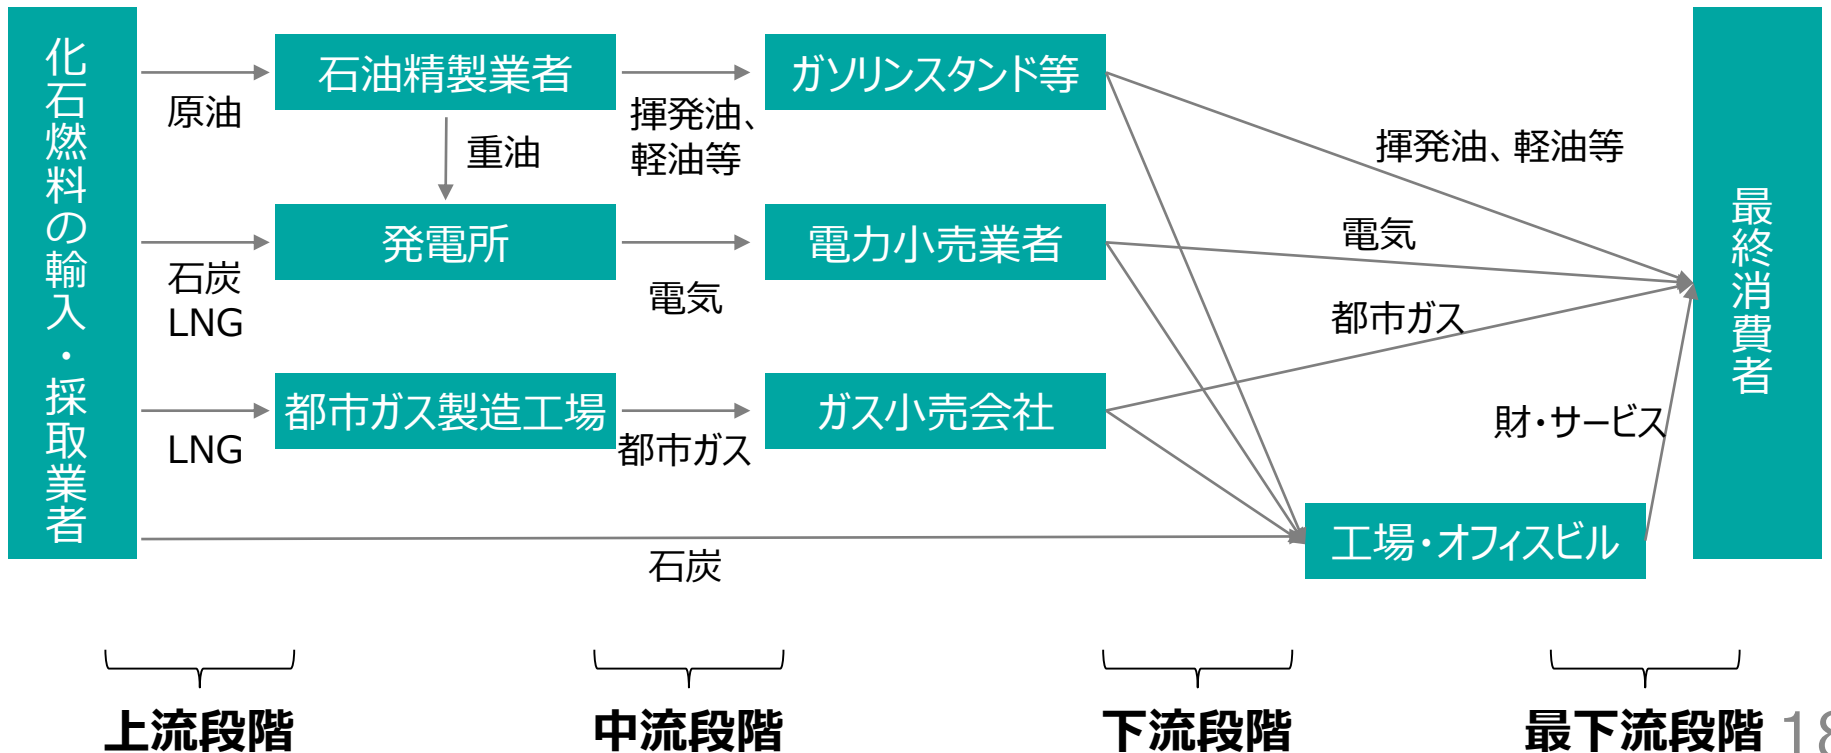 化石燃料の輸入・採取業者
石油精製業者
ガソリンスタンド等
原油
揮発油、
軽油等
重油
揮発油、軽油等
最終消費者
発電所
電力小売業者
電気
石炭
LNG
電気
都市ガス
都市ガス製造工場
ガス小売会社
LNG
都市ガス
財・サービス
工場・オフィスビル
石炭
上流段階
中流段階
下流段階
最下流段階
18